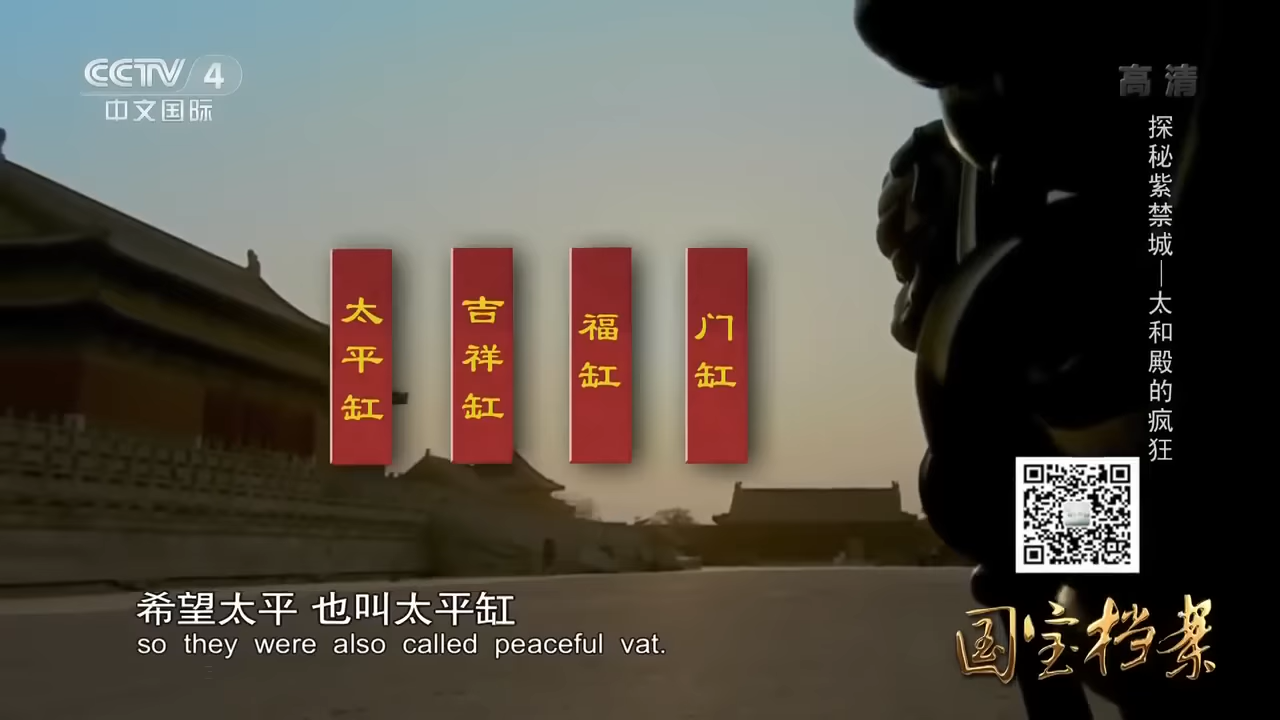 CCTV 4
中文国际
高清
探秘紫禁城—太和殿的疯狂
太平缸
吉祥缸
福缸
门缸
希望太平 也叫太平缸
so they were also called peaceful vat.
国宝档案